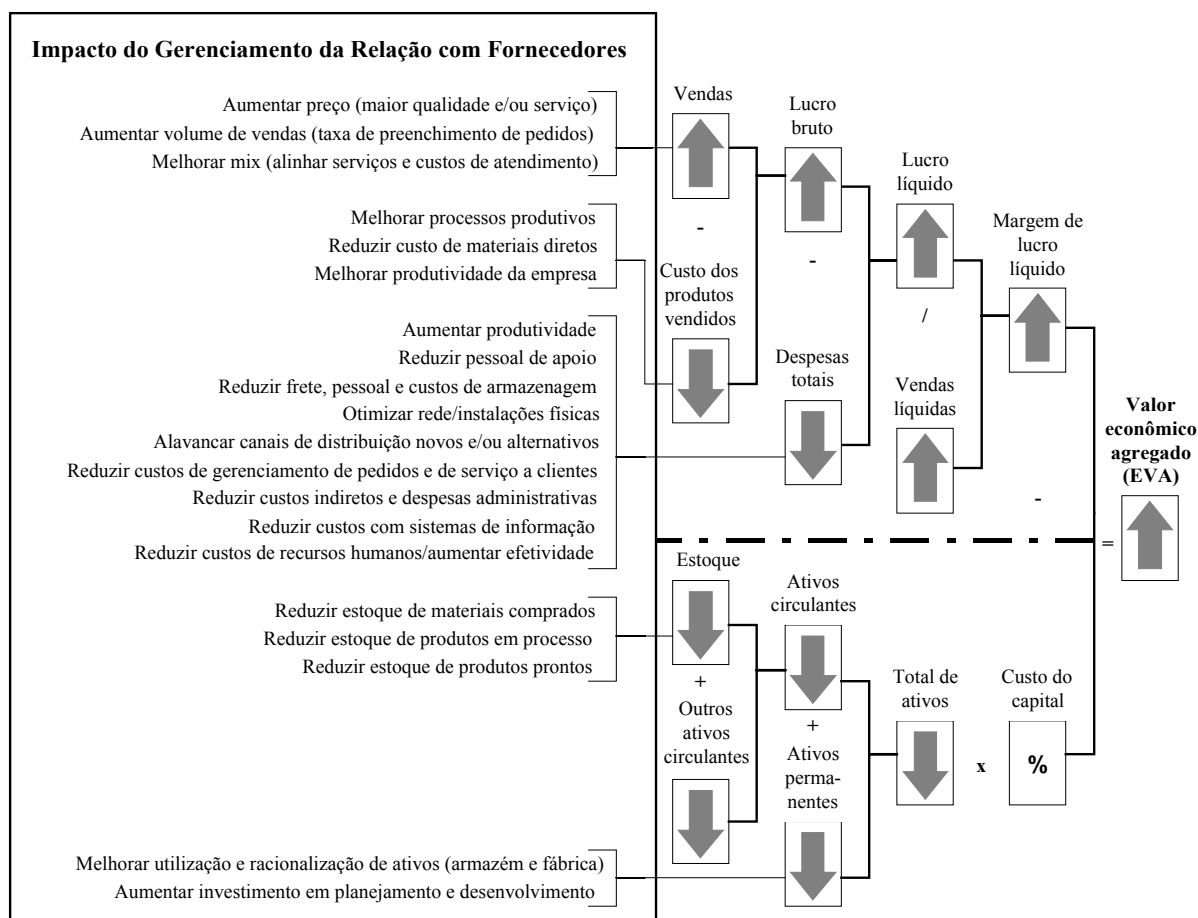 Impacto do Gerenciamento da Relação com Fornecedores
Aumentar preço (maior qualidade e/ou serviço)
Aumentar volume de vendas (taxa de preenchimento de pedidos)
Melhorar mix (alinhar serviços e custos de atendimento)
Melhorar processos produtivos
Reduzir custo de materiais diretos
Melhorar produtividade da empresa
Aumentar produtividade
Reduzir pessoal de apoio
Reduzir frete, pessoal e custos de armazenagem
Otimizar rede/instalações físicas
Alavancar canais de distribuição novos e/ou alternativos
Reduzir custos de gerenciamento de pedidos e de serviço a clientes
Reduzir custos indiretos e despesas administrativas
Reduzir custos com sistemas de informação
Reduzir custos de recursos humanos/aumentar efetividade
Reduzir estoque de materiais comprados
Reduzir estoque de produtos em processo
Reduzir estoque de produtos prontos
Melhorar utilização e racionalização de ativos (armazém e fábrica)
Aumentar investimento em planejamento e desenvolvimento
Vendas
-
Custo dos
produtos
vendidos
Lucro
bruto
-
Despesas
totais
Lucro
líquido
/
Vendas
líquidas
Margem de
lucro
líquido
-
Estoque
+
Outros
ativos
circulantes
Ativos
circulantes
+
Ativos
perma-
nentes
Total de
ativos
x
Custo do
capital
%
=
Valor
econômico
agregado
(EVA)